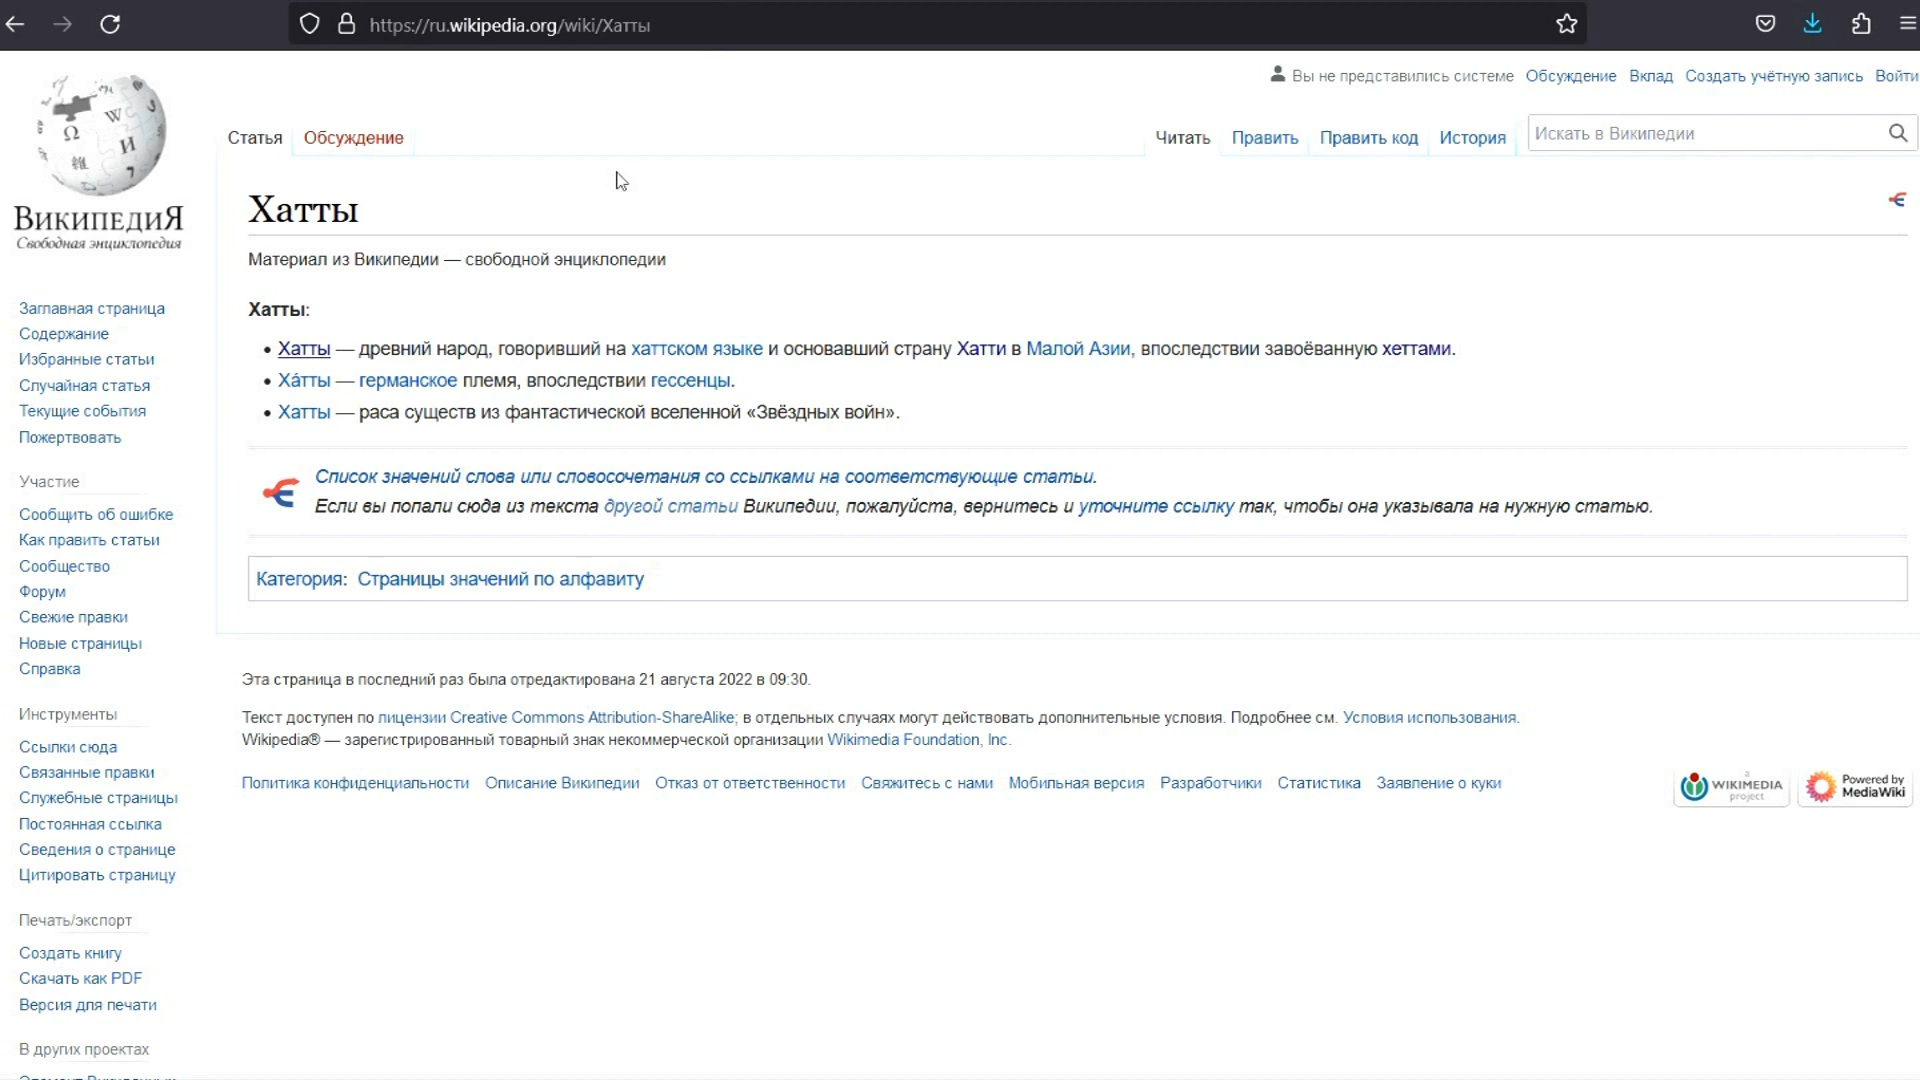 https://ru.wikipedia.org/wiki/Хатты
Вы не представились системе Обсуждение Вклад Создать учётную запись Войти
Статья Обсуждение Читать Править Править код История Искать в Википедии
ВикипедиЯ
Свободная энциклопедия
Хатты
Материал из Википедии — свободной энциклопедии
Хатты:
• Хатты — древний народ, говоривший на хаттском языке и основавший страну Хатти в Малой Азии, впоследствии завоёванную хеттами.
• Ха́тты — германское племя, впоследствии гессенцы.
• Хатты — раса существ из фантастической вселенной «Звёздных войн».
Список значений слова или словосочетания со ссылками на соответствующие статьи.
Если вы попали сюда из текста другой статьи Википедии, пожалуйста, вернитесь и уточните ссылку так, чтобы она указывала на нужную статью.
Категория: Страницы значений по алфавиту
Эта страница в последний раз была отредактирована 21 августа 2022 в 09:30.
Текст доступен по лицензии Creative Commons Attribution-ShareAlike; в отдельных случаях могут действовать дополнительные условия. Подробнее см. Условия использования.
Wikipedia® — зарегистрированный товарный знак некоммерческой организации Wikimedia Foundation, Inc.
Политика конфиденциальности Описание Википедии Отказ от ответственности Свяжитесь с нами Мобильная версия Разработчики Статистика Заявление о куки
a
WIKIMEDIA
project
Powered by
MediaWiki
Заглавная страница
Содержание
Избранные статьи
Случайная статья
Текущие события
Пожертвовать
Участие
Сообщить об ошибке
Как править статьи
Сообщество
Форум
Свежие правки
Новые страницы
Справка
Инструменты
Ссылки сюда
Связанные правки
Служебные страницы
Постоянная ссылка
Сведения о странице
Цитировать страницу
Печать/экспорт
Создать книгу
Скачать как PDF
Версия для печати
В других проектах